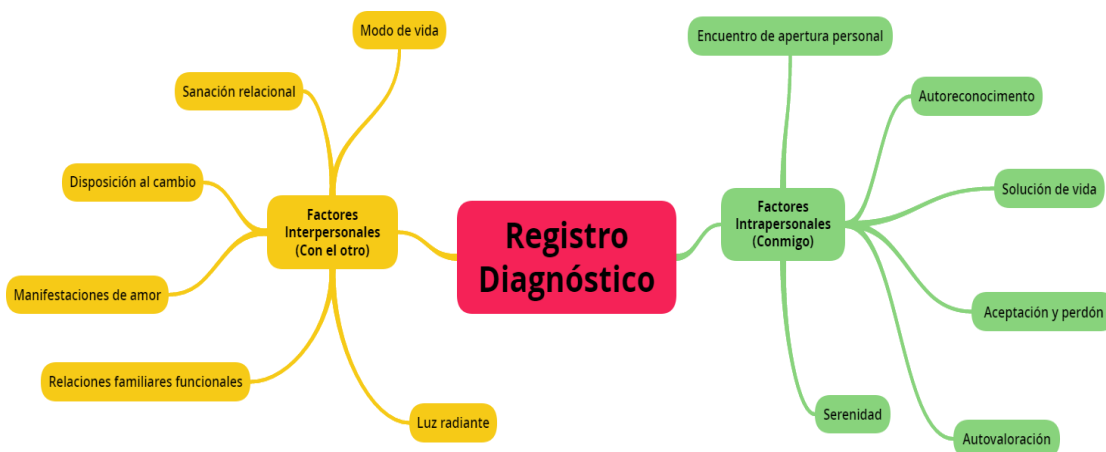 Modo de vida
Sanación relacional
Disposición al cambio
Manifestaciones de amor
Relaciones familiares funcionales
Luz radiante
Factores
Interpersonales
(Con el otro)
Registro
Diagnóstico
Factores
Intrapersonales
(Conmigo)
Encuentro de apertura personal
Autoreconocimento
Solución de vida
Aceptación y perdón
Autovaloración
Serenidad